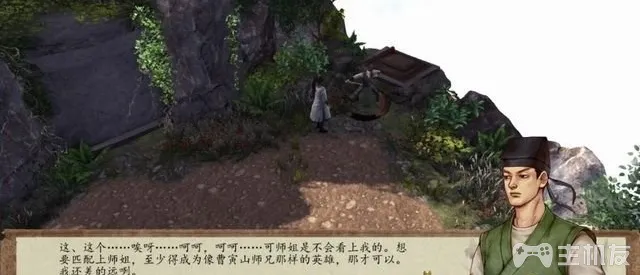 这、这个……唉呀……呵呵，呵呵……可师姐是不会看上我的。想
要匹配上师姐，至少得成为像曹寅山师兄那样的英雄，那才可以。
我还差的远咧。
主机友